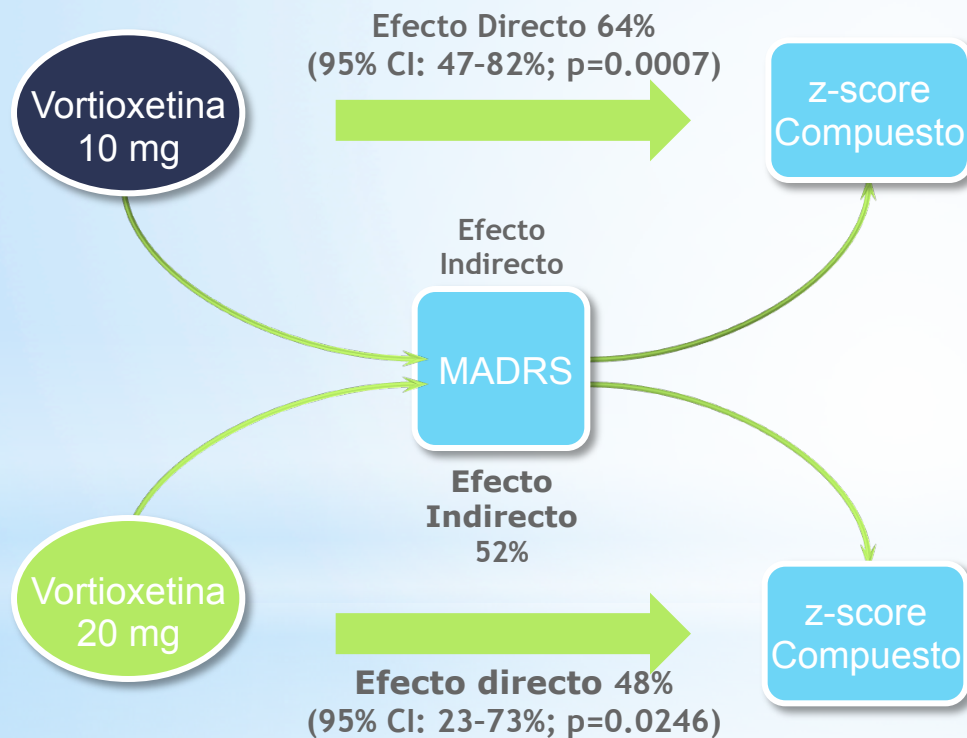 Efecto Directo 64%
(95% CI: 47–82%; p=0.0007)
Vortioxetina
10 mg
z-score
Compuesto
Efecto
Indirecto
MADRS
Efecto
Indirecto
52%
Vortioxetina
20 mg
z-score
Compuesto
Efecto directo 48%
(95% CI: 23–73%; p=0.0246)